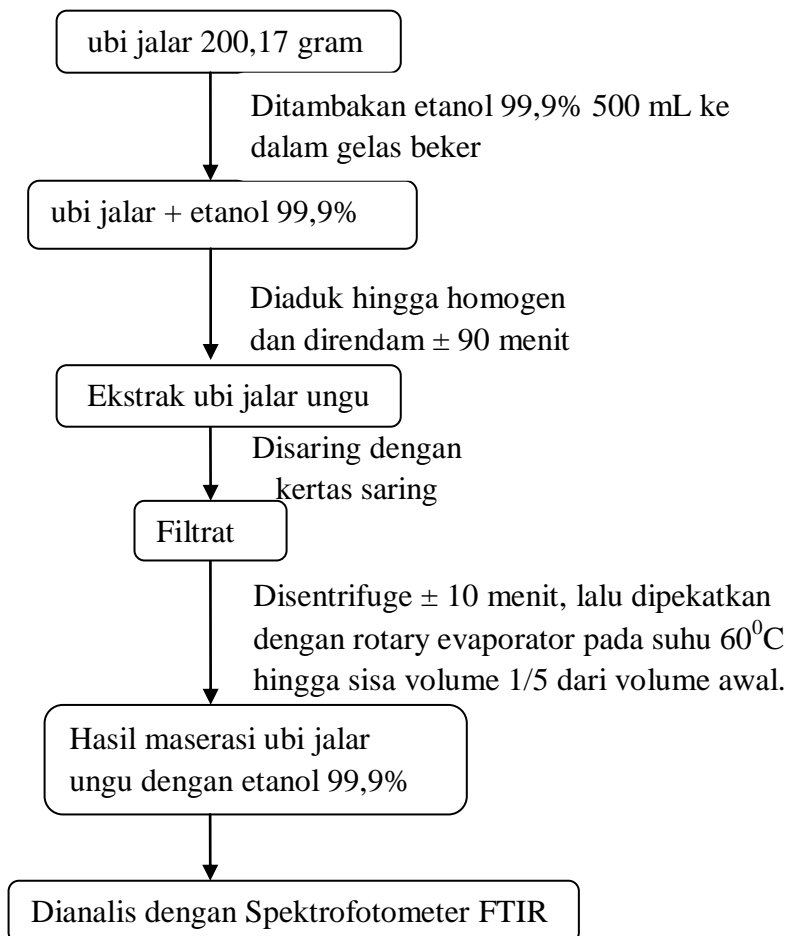 ubi jalar 200,17 gram
Ditambakan etanol 99,9% 500 mL ke
dalam gelas beker
ubi jalar + etanol 99,9%
Diaduk hingga homogen
dan direndam ± 90 menit
Ekstrak ubi jalar ungu
Disaring dengan
kertas saring
Filtrat
Disentrifuge ± 10 menit, lalu dipekatkan
dengan rotary evaporator pada suhu 60⁰C
hingga sisa volume 1/5 dari volume awal.
Hasil maserasi ubi jalar
ungu dengan etanol 99,9%
Dianalis dengan Spektrofotometer FTIR